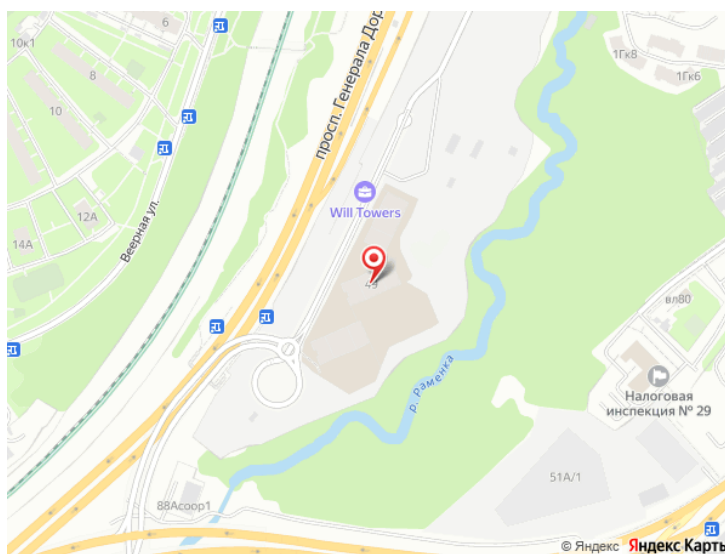 6
10к1
8
10
12А
14А
Веерная ул.
просп. Генерала Дор
Will Towers
49
1Гк8
1Гк6
вл80
р. Раменка
Налоговая
инспекция № 29
51А/1
88Асоор1
© Яндекс Яндекс Карты